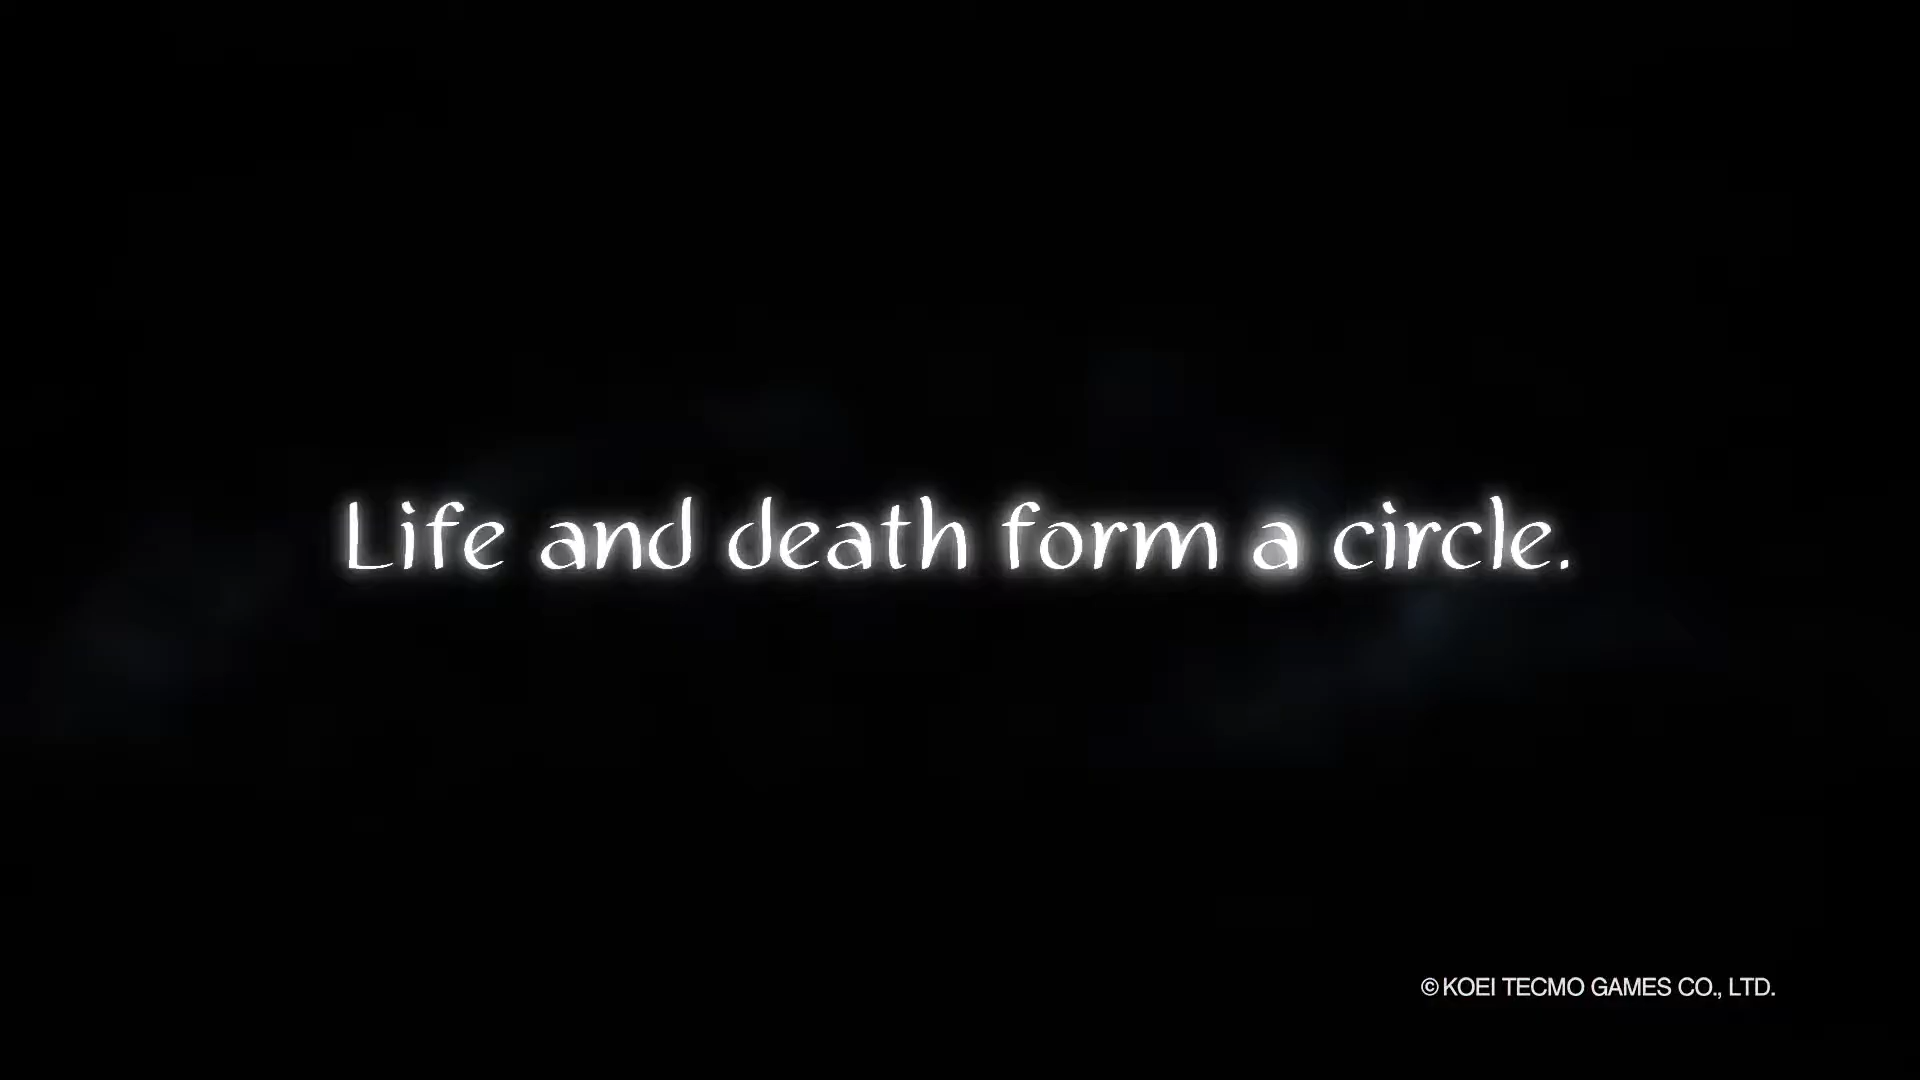 Life and death form a circle.
© KOEI TECMO GAMES CO., LTD.